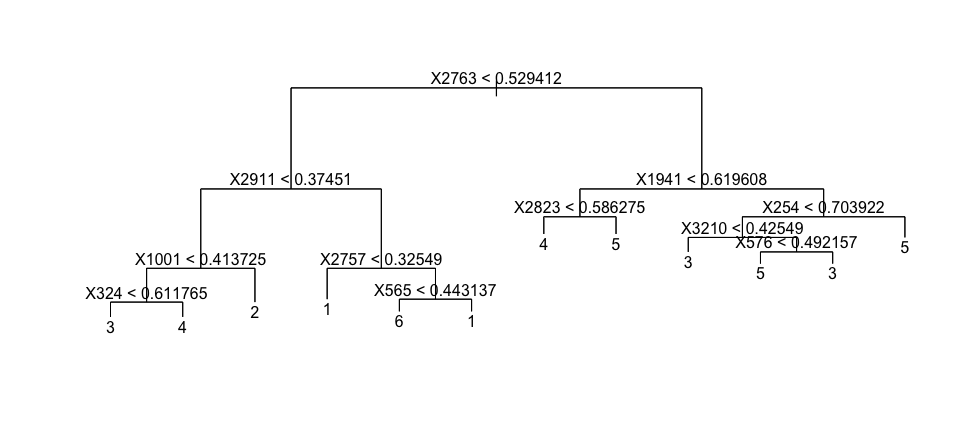 X2763 < 0.529412
X2911 < 0.37451
X1941 < 0.619608
X2823 < 0.586275
X254 < 0.703922
X3210 < 0.42549
X576 < 0.492157
4
5
3
5
3
5
X1001 < 0.413725
X2757 < 0.32549
X324 < 0.611765
X565 < 0.443137
3
4
2
1
6
1